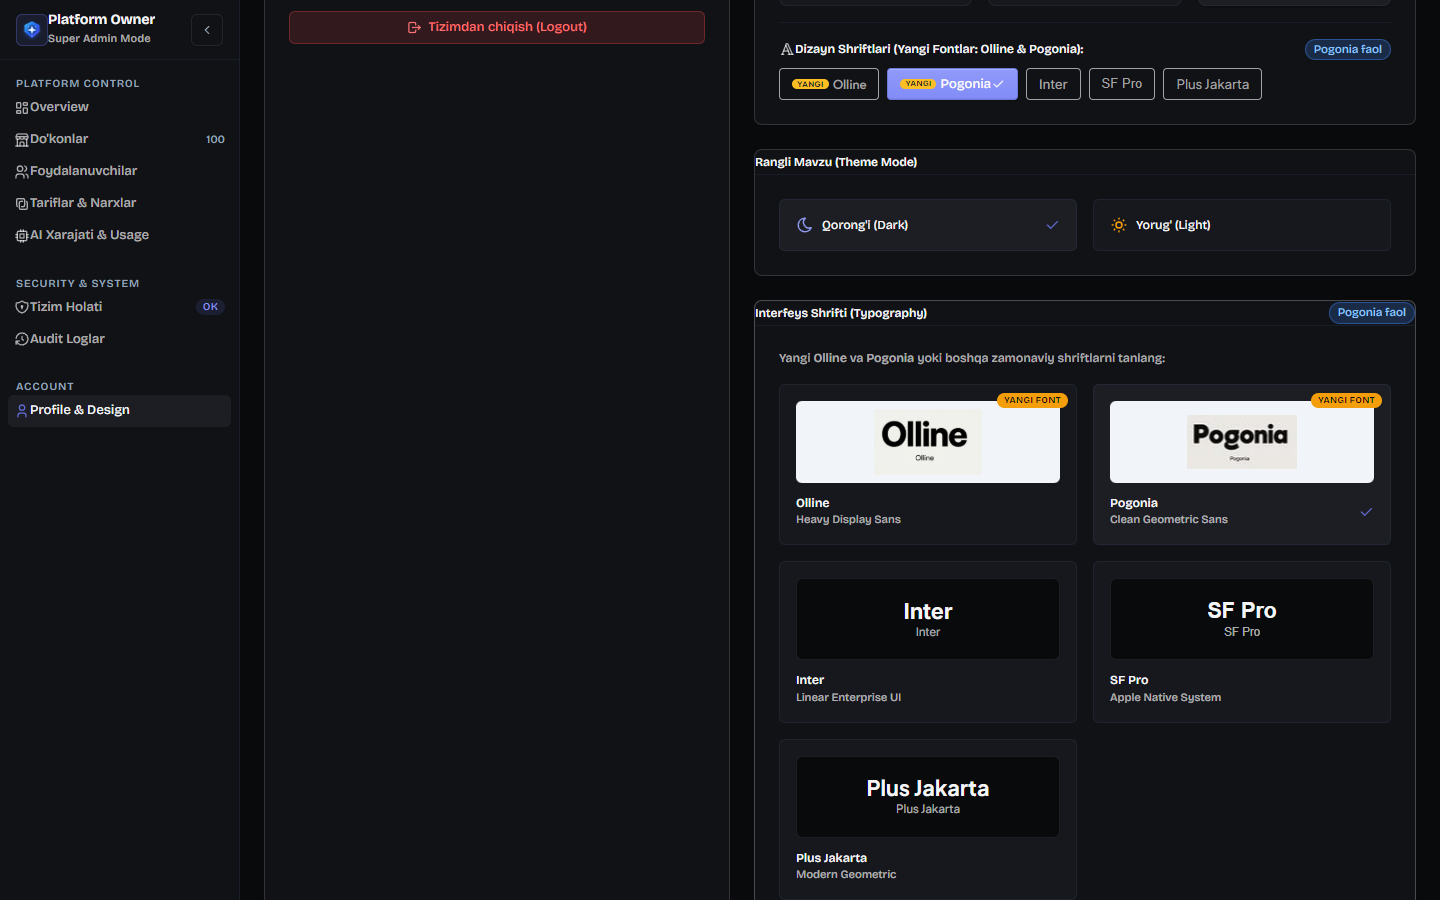 Platform Owner
Super Admin Mode
PLATFORM CONTROL
Overview
Do'konlar 100
Foydalanuvchilar
Tariflar & Narxlar
AI Xarajati & Usage
SECURITY & SYSTEM
Tizim Holati OK
Audit Loglar
ACCOUNT
Profile & Design
Tizimdan chiqish (Logout)
Dizayn Shriftlari (Yangi Fontlar: Olline & Pogonia): Pogonia faol
YANGI Olline YANGI Pogonia Inter SF Pro Plus Jakarta
Rangli Mavzu (Theme Mode)
Qorong'i (Dark) Yorug' (Light)
Interfeys Shrifti (Typography) Pogonia faol
Yangi Olline va Pogonia yoki boshqa zamonaviy shriftlarni tanlang:
YANGI FONT
Olline
Olline
Olline
Heavy Display Sans
YANGI FONT
Pogonia
Pogonia
Pogonia
Clean Geometric Sans
Inter
Inter
Inter
Linear Enterprise UI
SF Pro
SF Pro
SF Pro
Apple Native System
Plus Jakarta
Plus Jakarta
Plus Jakarta
Modern Geometric